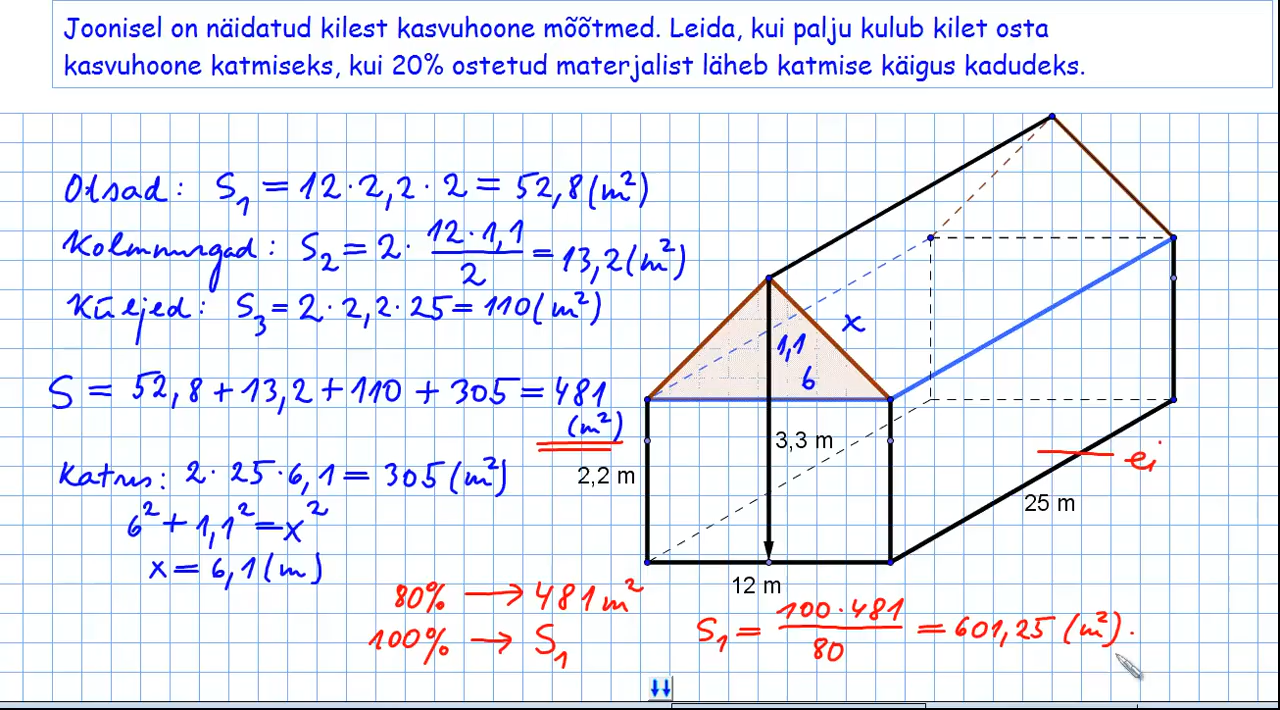 Joonisel on näidatud kilest kasvuhoone mõõtmed. Leida, kui palju kulub kilet osta
kasvuhoone katmiseks, kui 20% ostetud materjalist läheb katmise käigus kadudeks.
Otsad: S₁ = 12·2,2·2 = 52,8(m²)
Kolmnurgad: S₂ = 2· 12·1,1/2 = 13,2(m²)
Küljed: S₃ = 2·2,2·25 = 110(m²)
S = 52,8 + 13,2 + 110 + 305 = 481
(m²)
Katus: 2·25·6,1 = 305(m²)
6² + 1,1² = x²
x = 6,1(m)
80% → 481m²
100% → S₁
S₁ = 100·481/80 = 601,25 (m²).
x
1,1
6
3,3 m
2,2 m
12 m
25 m
ei